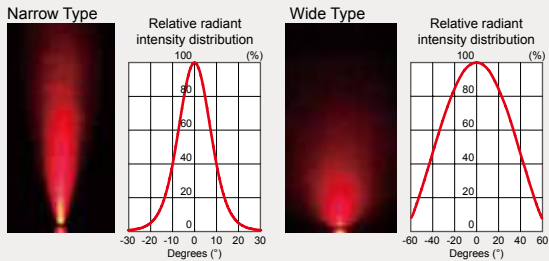 Narrow Type
Relative radiant
intensity distribution
100
(%)
80
60
40
20
0
-30 -20 -10 0 10 20 30
Degrees (°)
Wide Type
Relative radiant
intensity distribution
100
(%)
80
60
40
20
0
-60 -40 -20 0 20 40 60
Degrees (°)